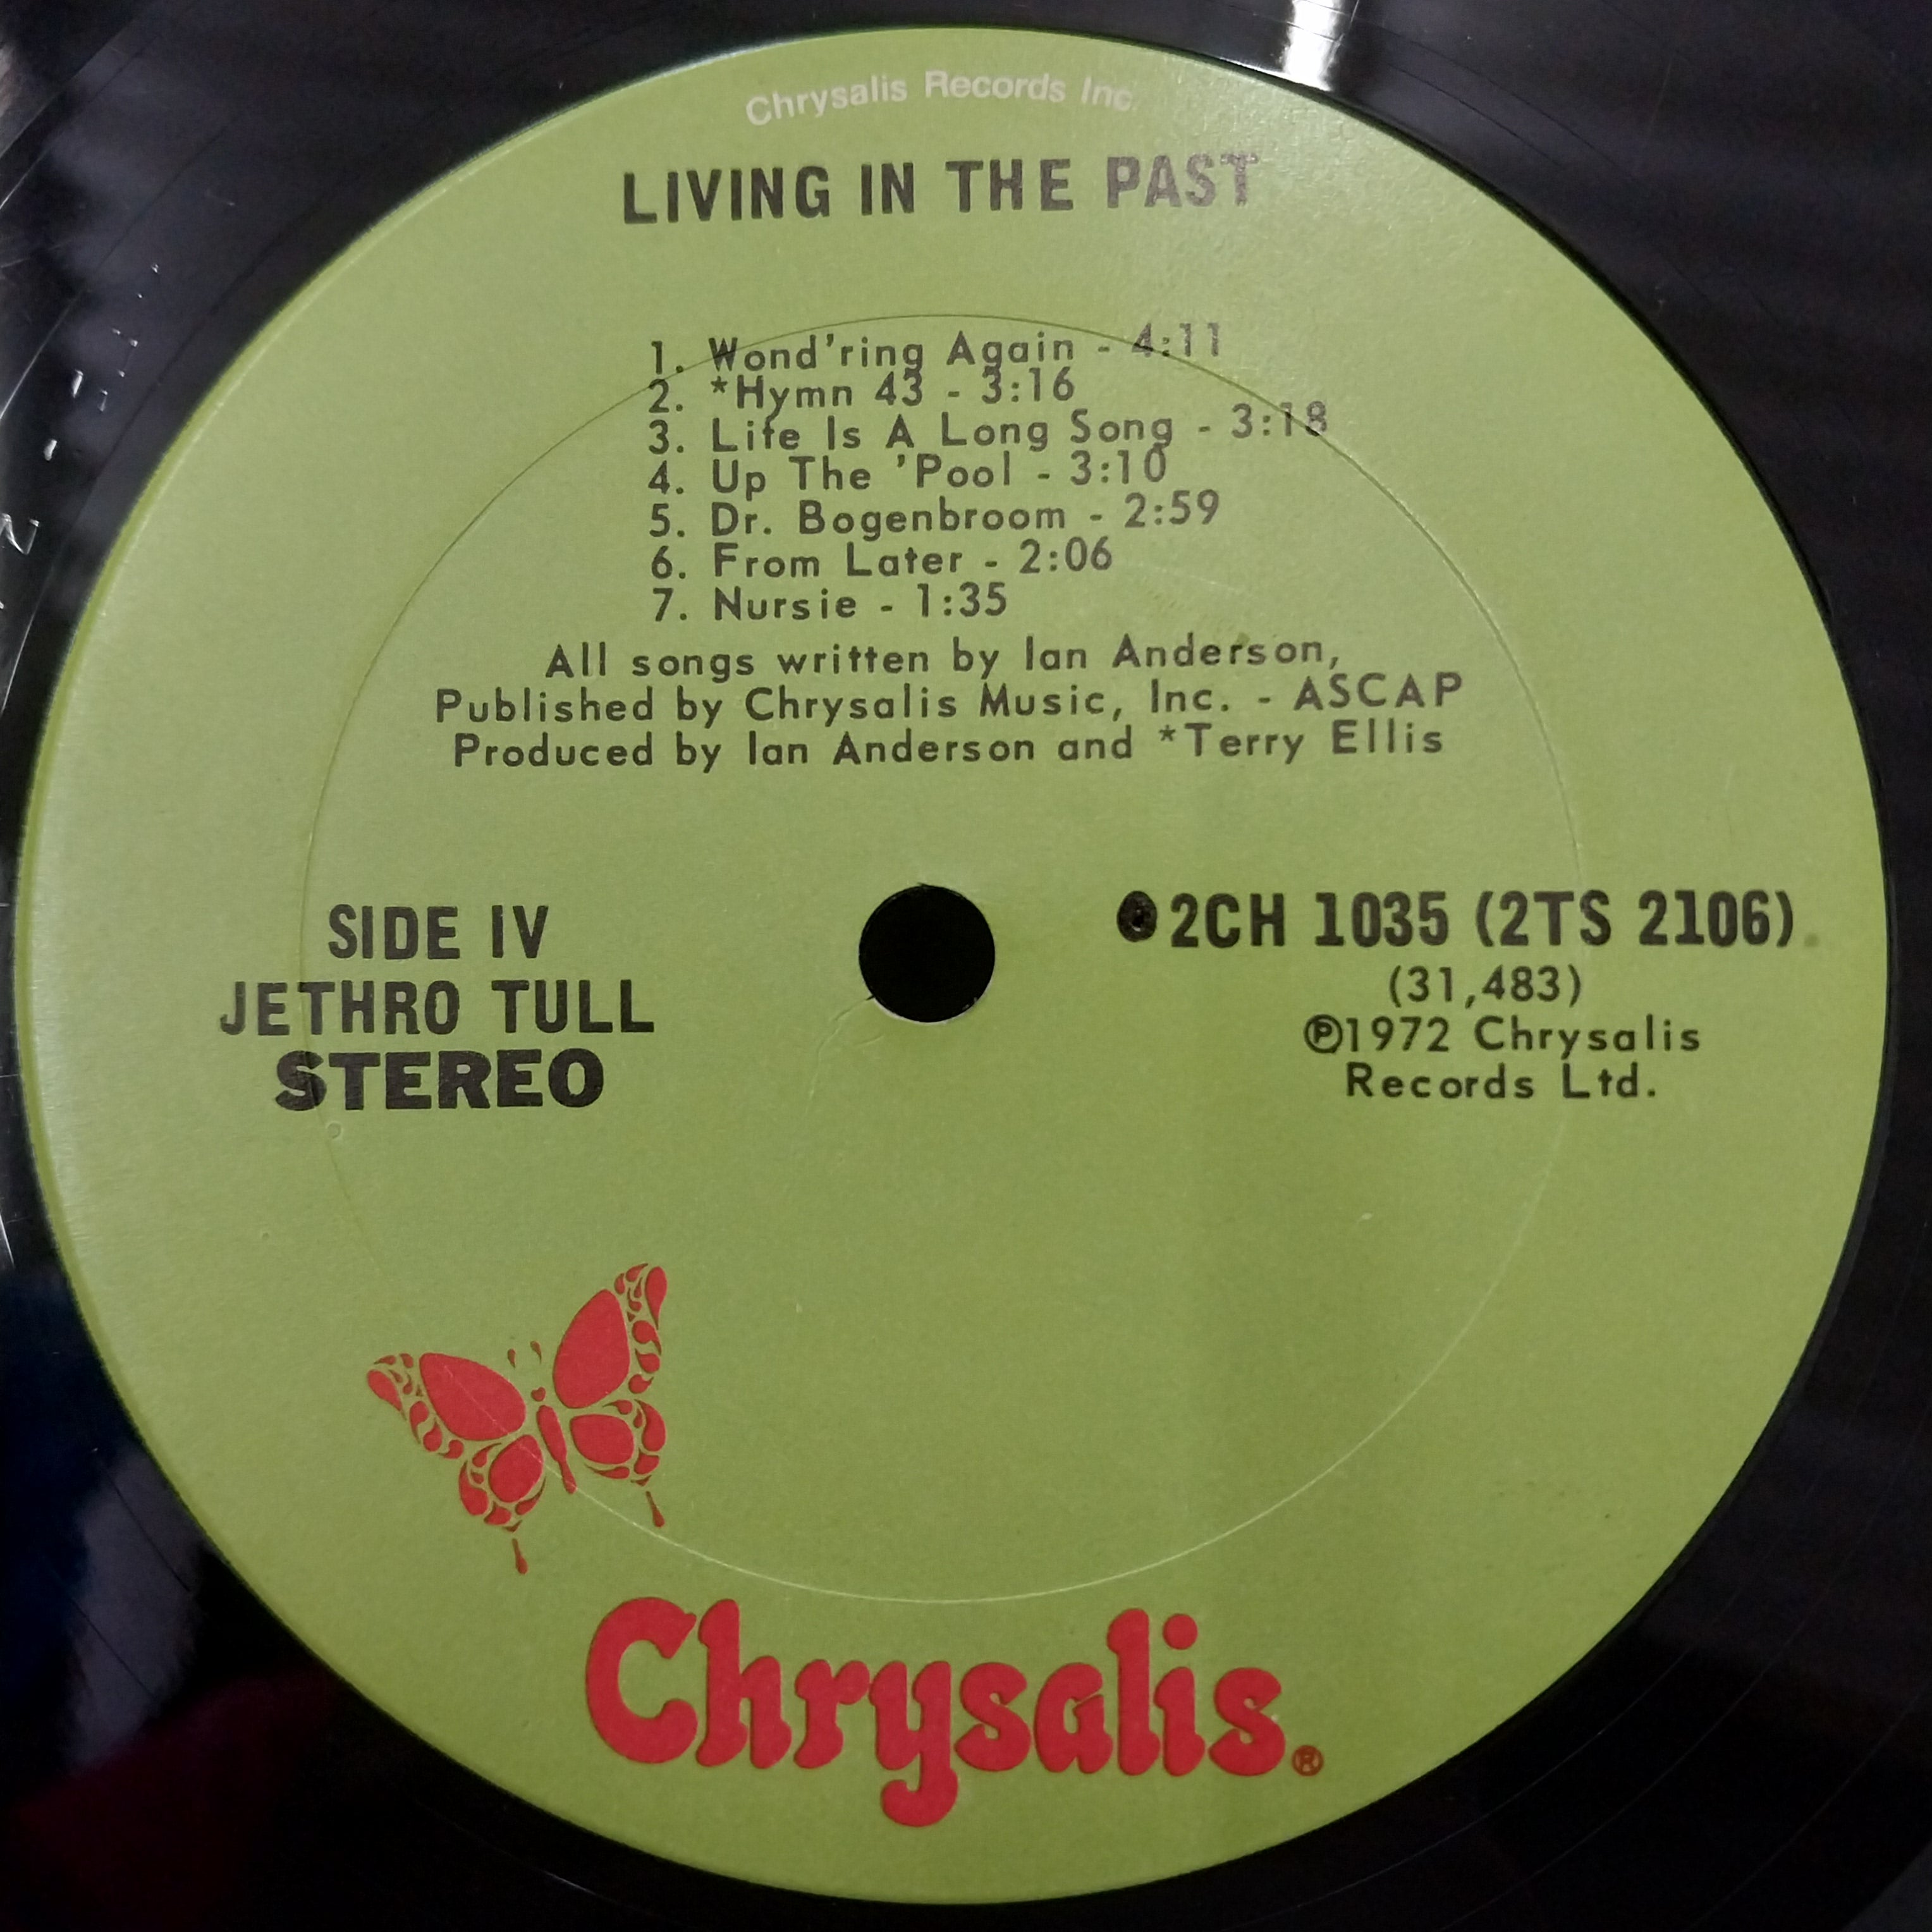 Chrysalis Records Inc.
LIVING IN THE PAST
1. Wond'ring Again - 4:11
2. *Hymn 43 - 3:16
3. Life Is A Long Song - 3:18
4. Up The 'Pool - 3:10
5. Dr. Bogenbroom - 2:59
6. From Later - 2:06
7. Nursie - 1:35
All songs written by Ian Anderson,
Published by Chrysalis Music, Inc. - ASCAP
Produced by Ian Anderson and *Terry Ellis
SIDE IV
JETHRO TULL
STEREO
●2CH 1035 (2TS 2106)
(31,483)
℗1972 Chrysalis
Records Ltd.
Chrysalis®